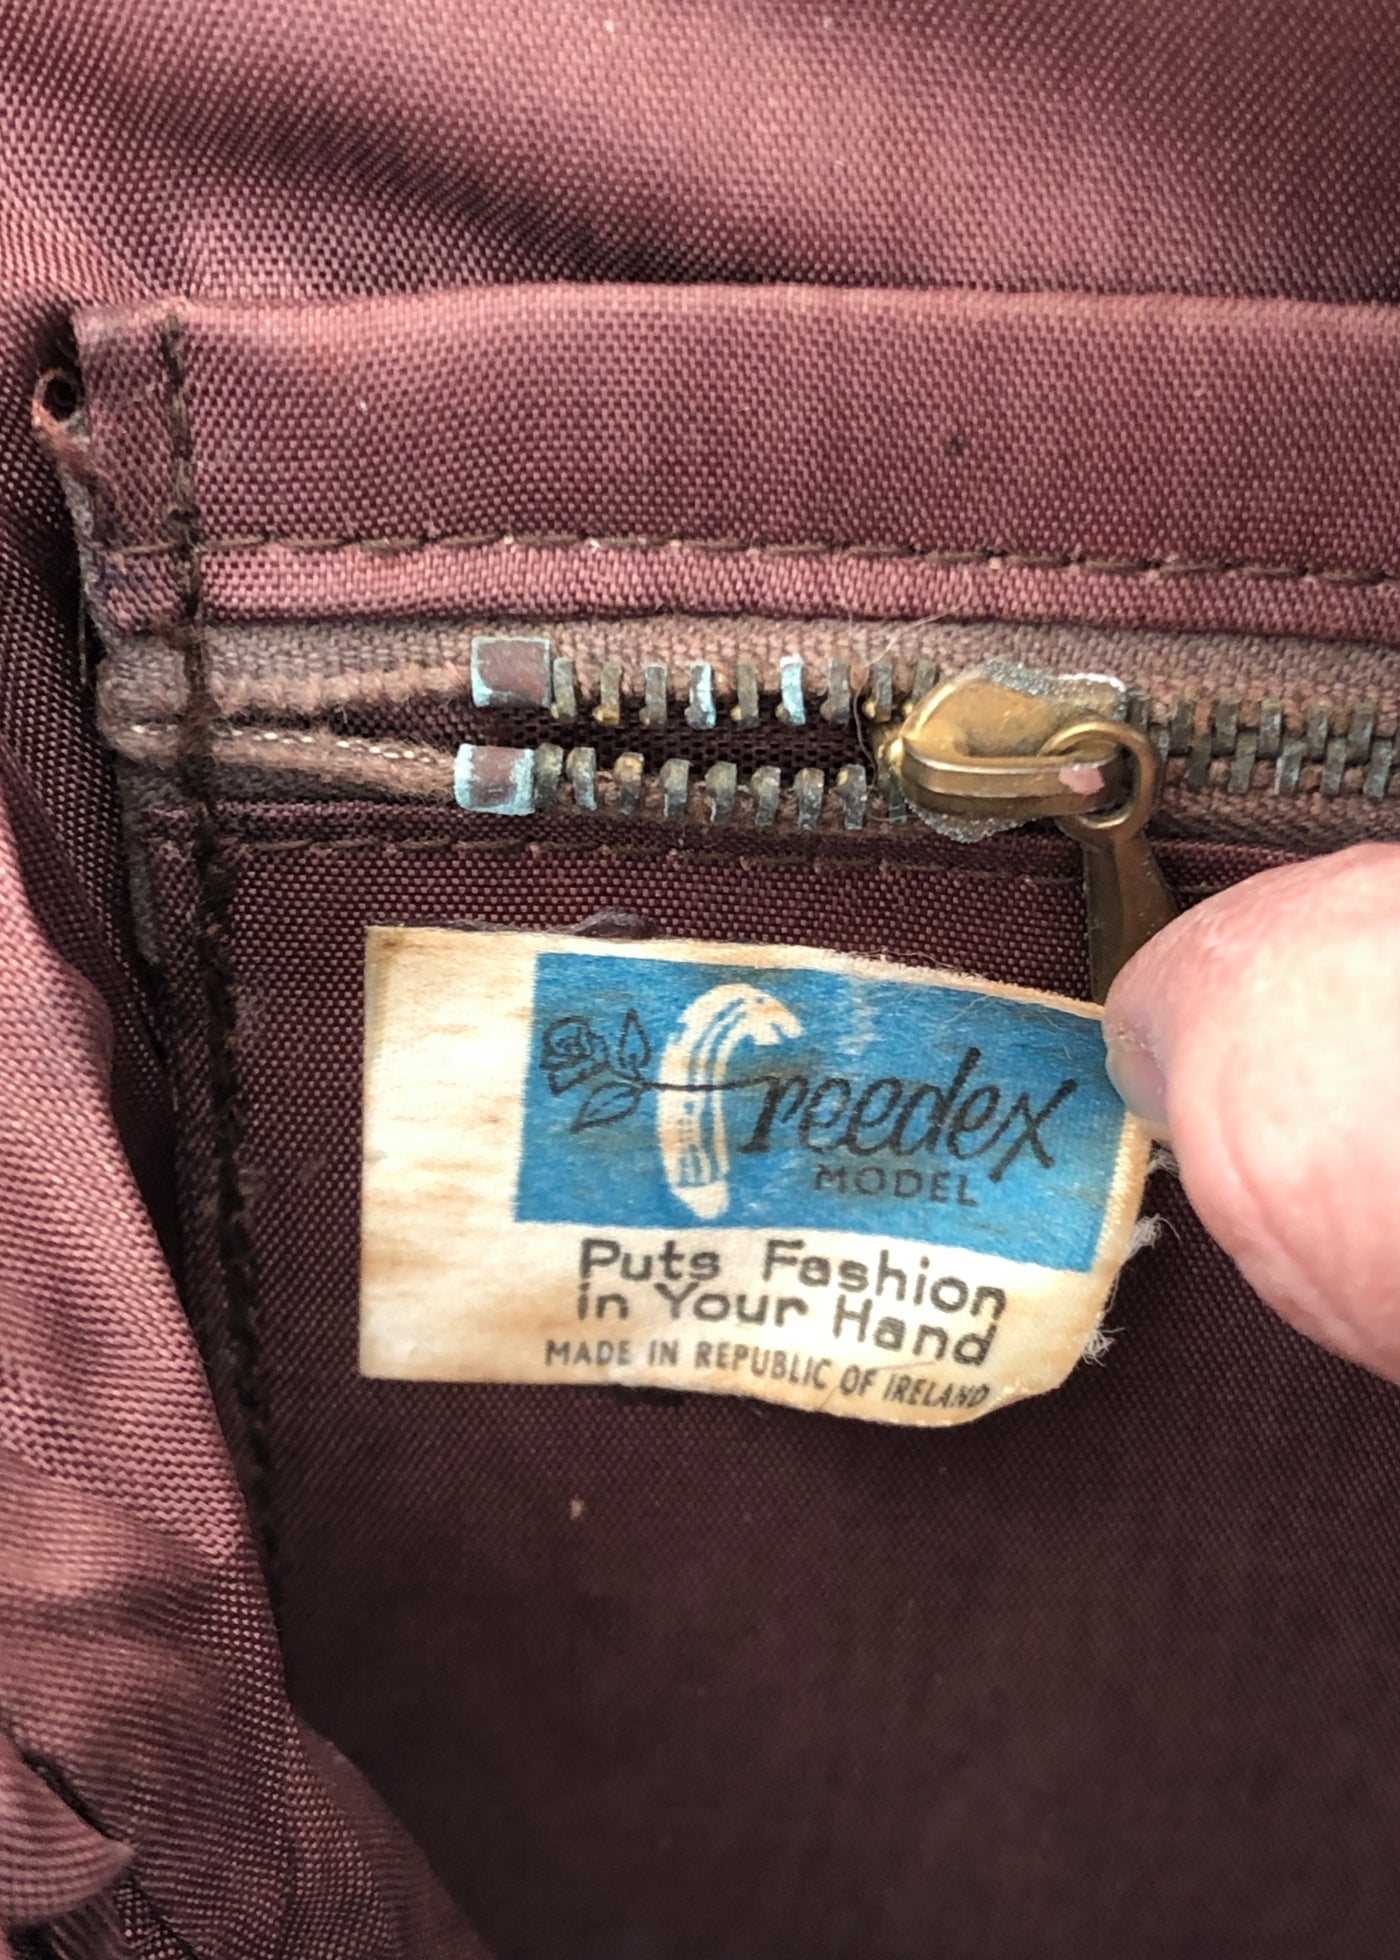 freedex
MODEL
Puts Fashion
in Your Hand
MADE IN REPUBLIC OF IRELAND